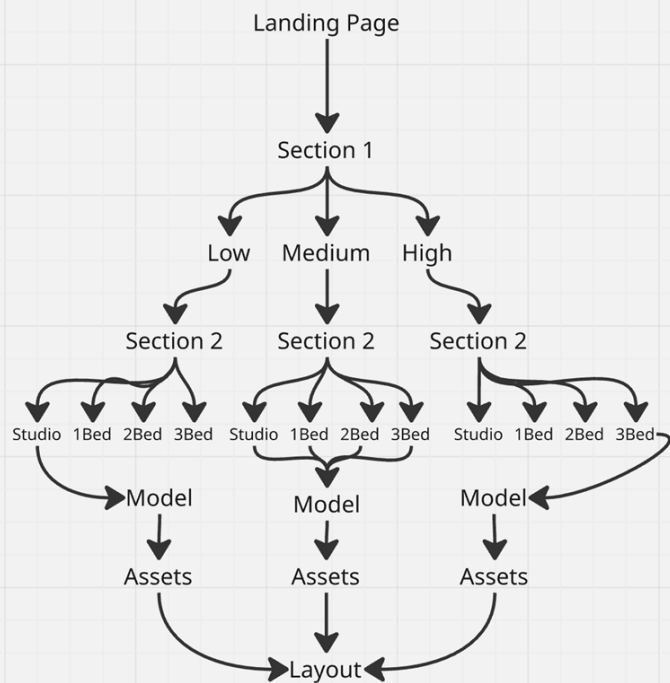 Landing Page
Section 1
Low Medium High
Section 2 Section 2 Section 2
Studio 1Bed 2Bed 3Bed Studio 1Bed 2Bed 3Bed Studio 1Bed 2Bed 3Bed
Model Model Model
Assets Assets Assets
Layout